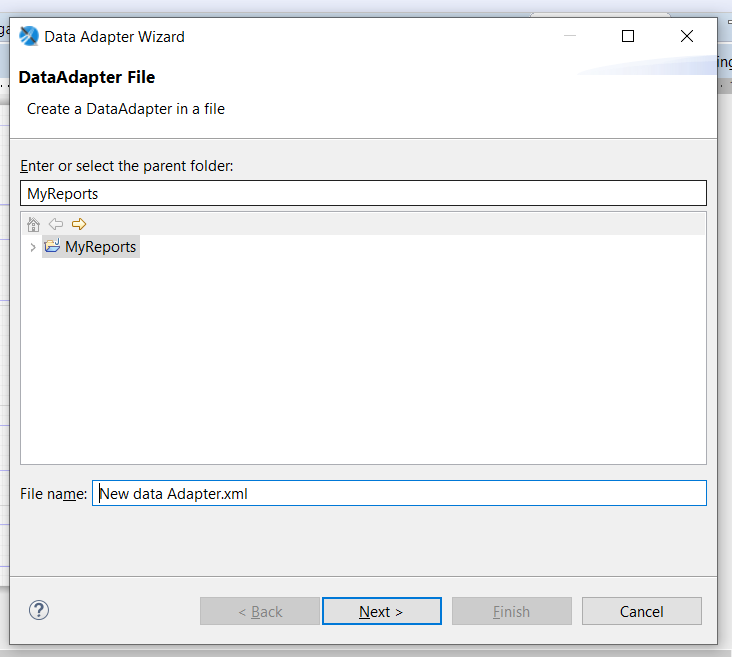 Data Adapter Wizard
DataAdapter File
Create a DataAdapter in a file
Enter or select the parent folder:
MyReports
MyReports
File name: New data Adapter.xml
< Back Next > Finish Cancel